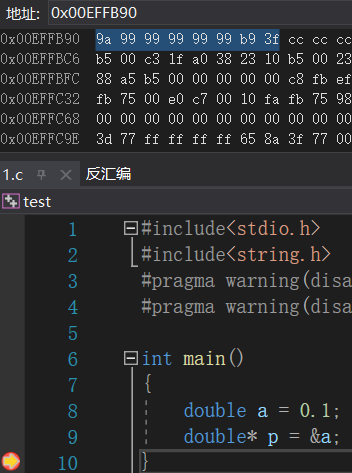 地址: 0x00EFFB90
0x00EFFB90 9a 99 99 99 99 99 b9 3f cc cc cc
0x00EFFBC6 b5 00 c3 1f a0 38 23 10 b5 00 23
0x00EFFBFC 88 a5 b5 00 00 00 00 00 c8 fb ef
0x00EFFC32 fb 75 00 e0 c7 00 10 fa fb 75 98
0x00EFFC68 00 00 00 00 00 00 00 00 00 00 00
0x00EFFC9E 3d 77 ff ff ff ff 65 8a 3f 77 00
1.c 反汇编
test
1 #include<stdio.h>
2 #include<string.h>
3 #pragma warning(disa
4 #pragma warning(disa
5
6 int main()
7 {
8 double a = 0.1;
9 double* p = &a;
10 }